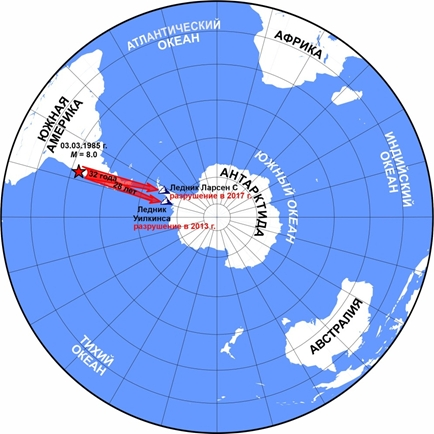 АТЛАНТИЧЕСКИЙ
ОКЕАН
АФРИКА
ЮЖНАЯ
АМЕРИКА
03.03.1985 г.
M = 8.0
32 года
28 лет
Ледник Ларсен С
разрушение в 2017 г.
Ледник
Уилкинса
разрушение в 2013 г.
АНТАРКТИДА
ЮЖНЫЙ ОКЕАН
ИНДИЙСКИЙ
ОКЕАН
ТИХИЙ
ОКЕАН
АВСТРАЛИЯ